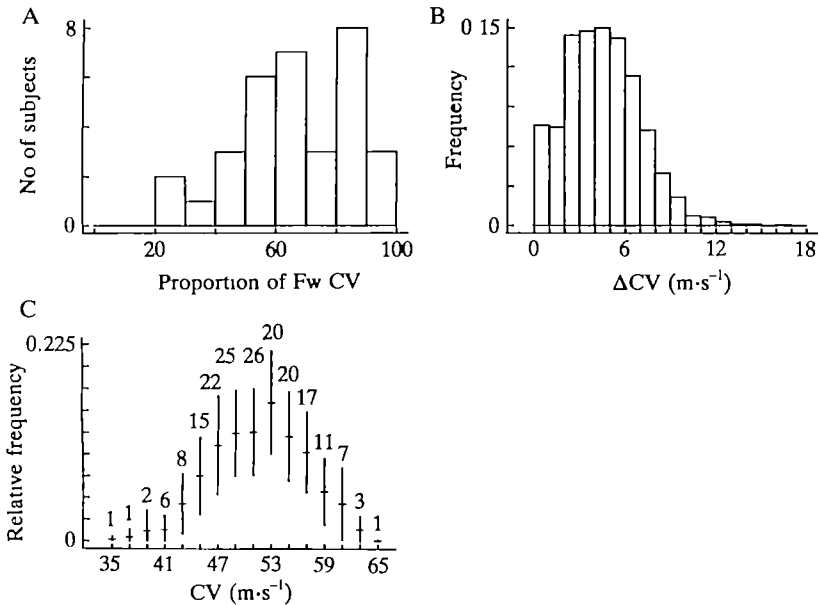 A
8
No of subjects
0
20 60 100
Proportion of Fw CV
B
0 15
Frequency
0
0 6 12 18
ΔCV (m·s⁻¹)
C
0.225
Relative frequency
0
1 1 2 6 8 15 22 25 26 20 20 17 11 7 3 1
35 41 47 53 59 65
CV (m·s⁻¹)